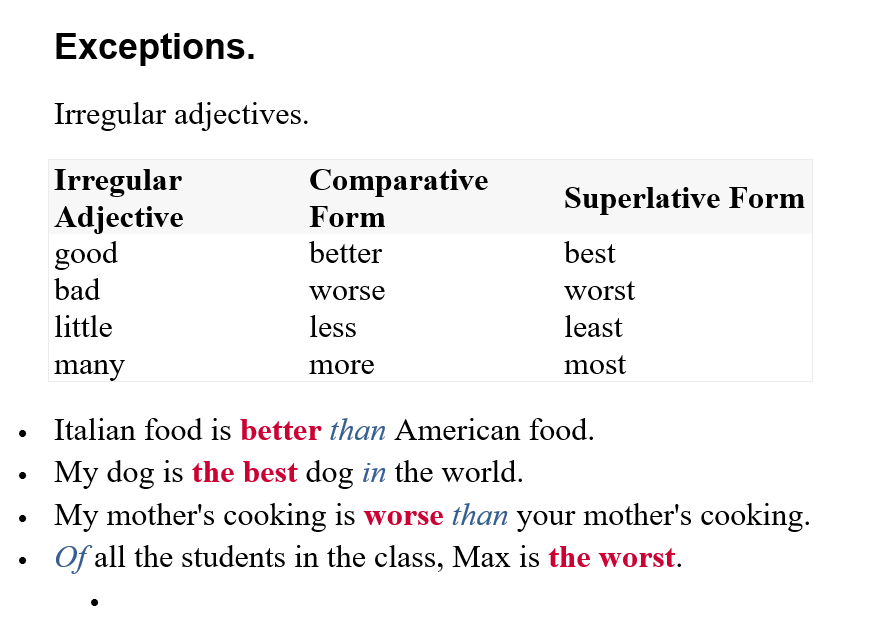 Exceptions.
Irregular adjectives.
Irregular Adjective Comparative Form Superlative Form
good better best
bad worse worst
little less least
many more most
• Italian food is better than American food.
• My dog is the best dog in the world.
• My mother's cooking is worse than your mother's cooking.
• Of all the students in the class, Max is the worst.
•